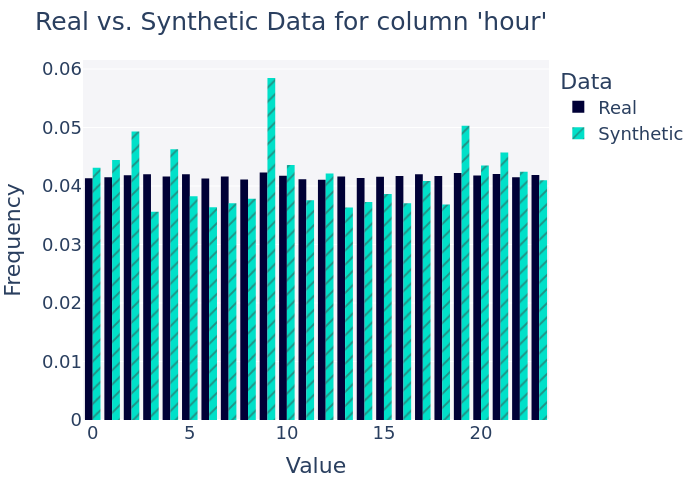 Real vs. Synthetic Data for column 'hour'
Data
Real
Synthetic
Frequency
0.06
0.05
0.04
0.03
0.02
0.01
0
0 5 10 15 20
Value